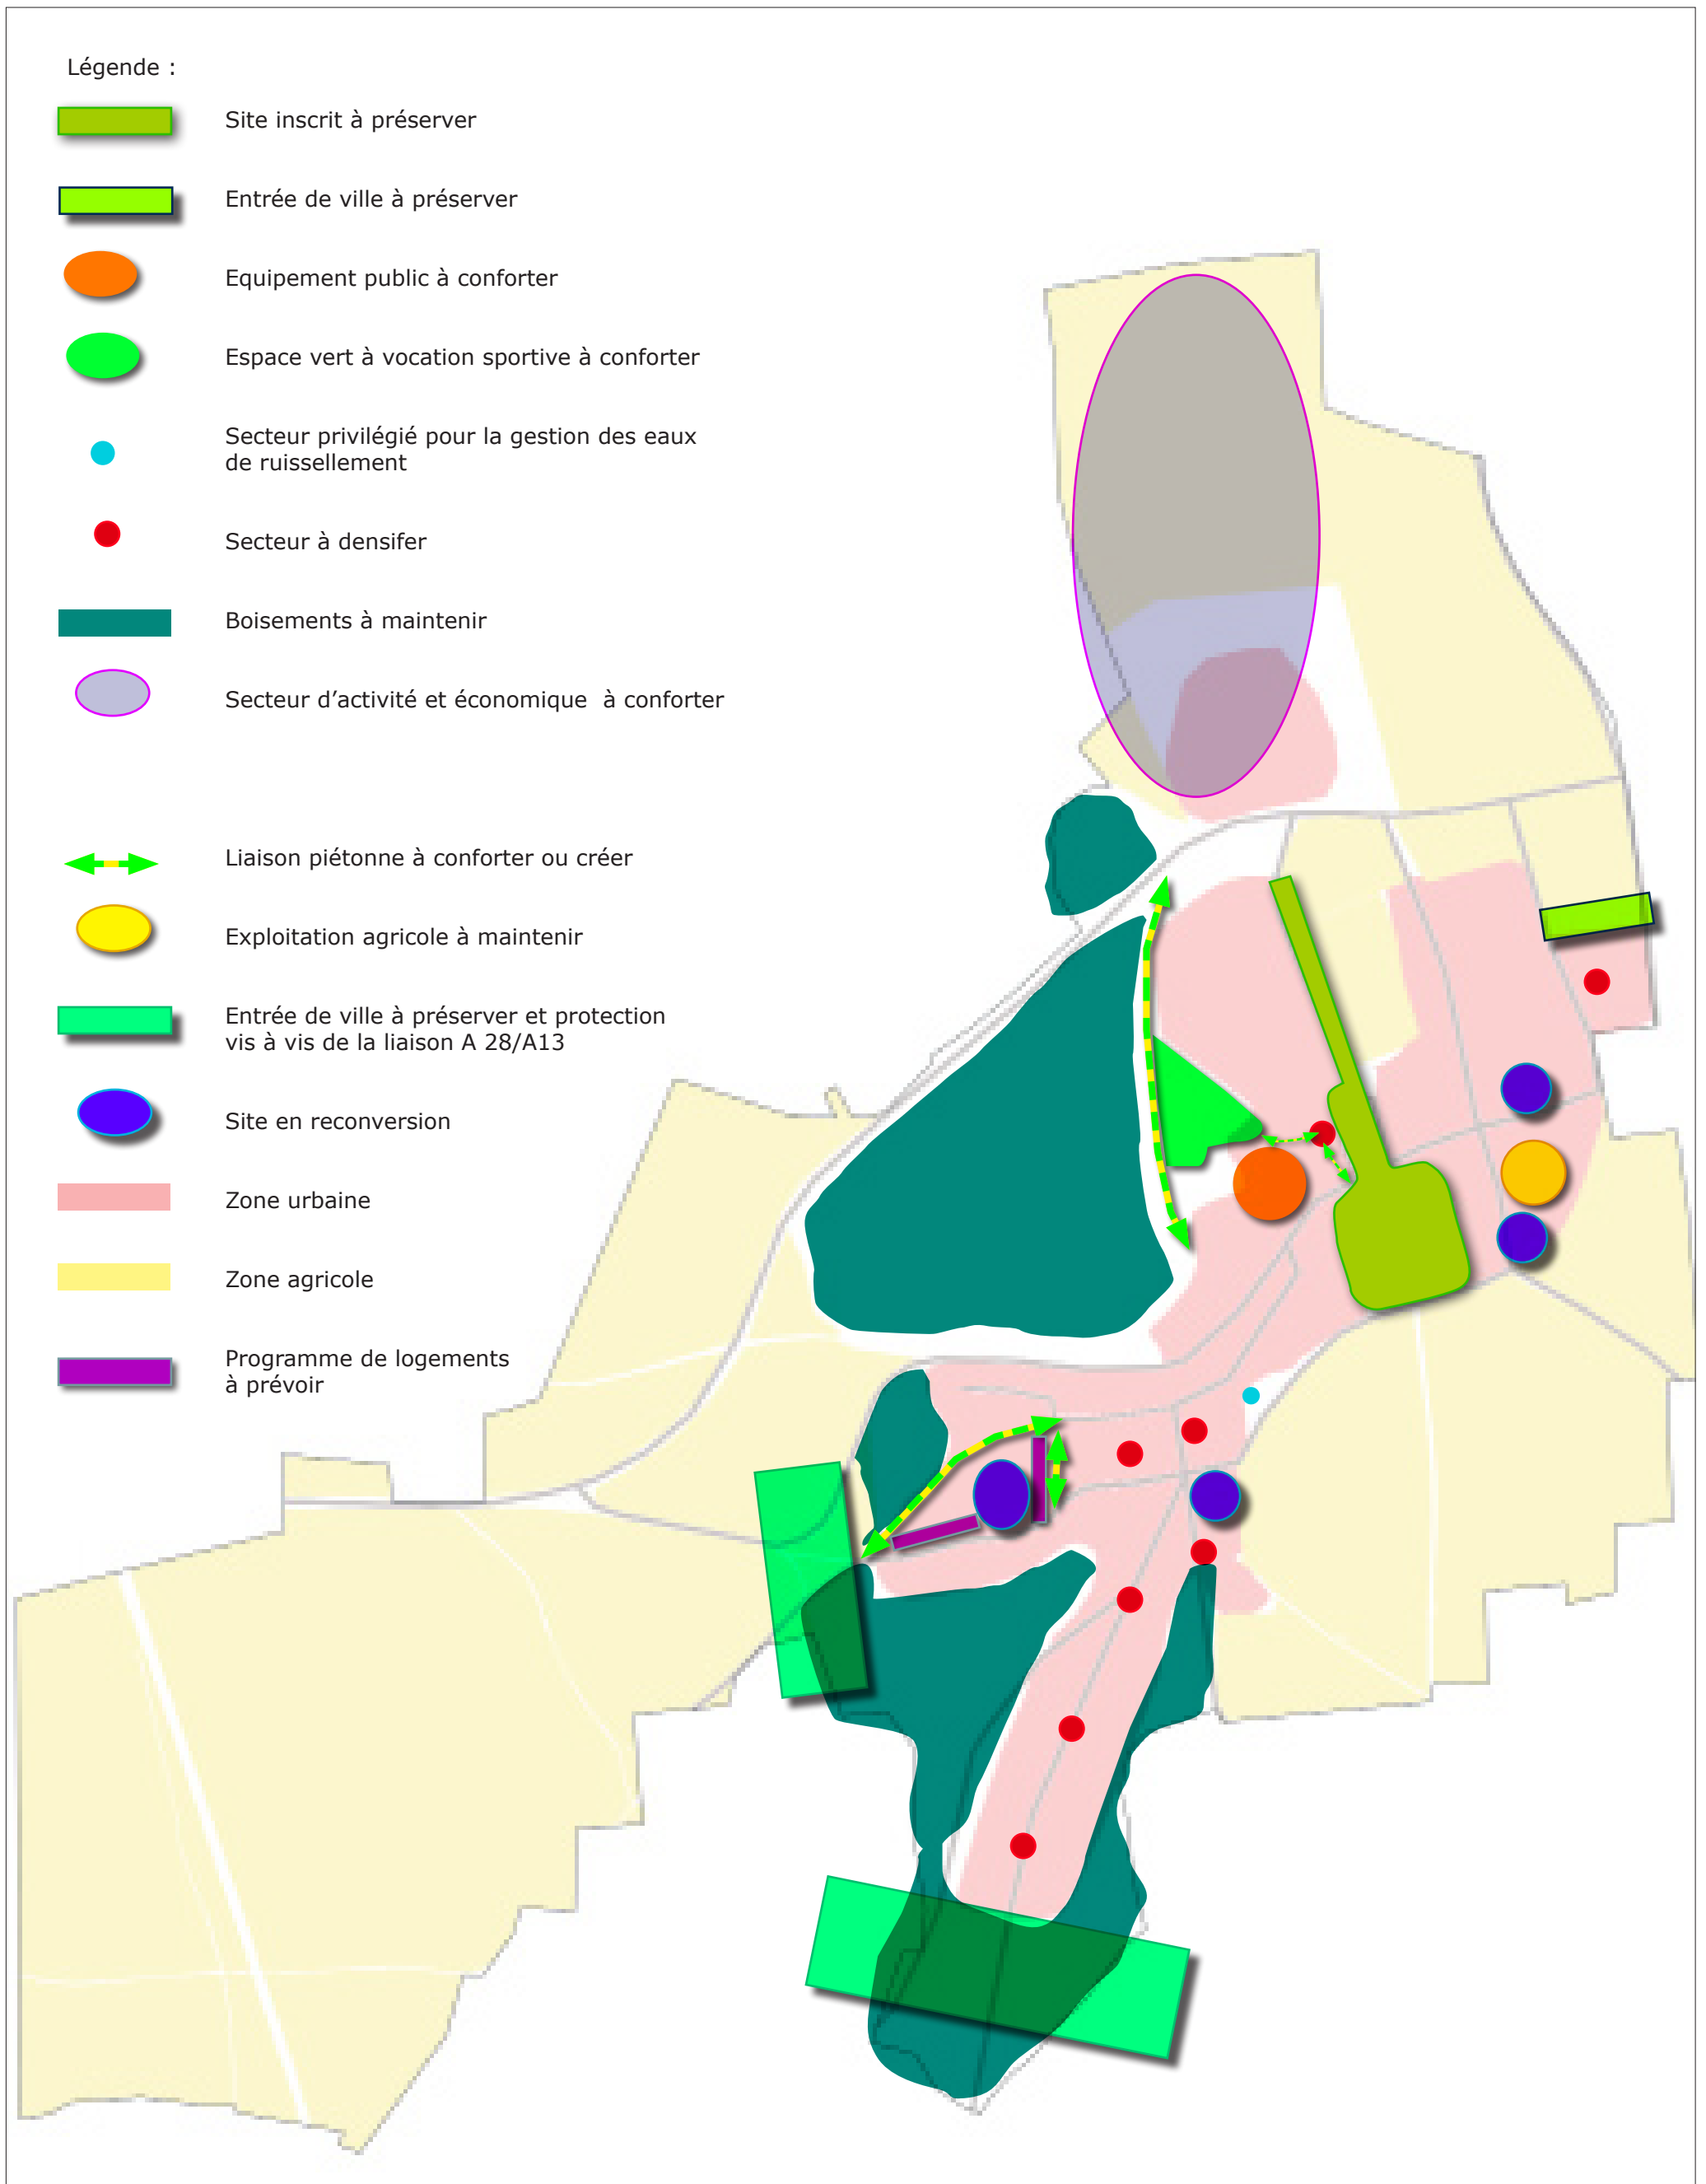 Légende :
Site inscrit à préserver
Entrée de ville à préserver
Equipement public à conforter
Espace vert à vocation sportive à conforter
Secteur privilégié pour la gestion des eaux
de ruissellement
Secteur à densifer
Boisements à maintenir
Secteur d’activité et économique  à conforter
Liaison piétonne à conforter ou créer
Exploitation agricole à maintenir
Entrée de ville à préserver et protection
vis à vis de la liaison A 28/A13
Site en reconversion
Zone urbaine
Zone agricole
Programme de logements
à prévoir